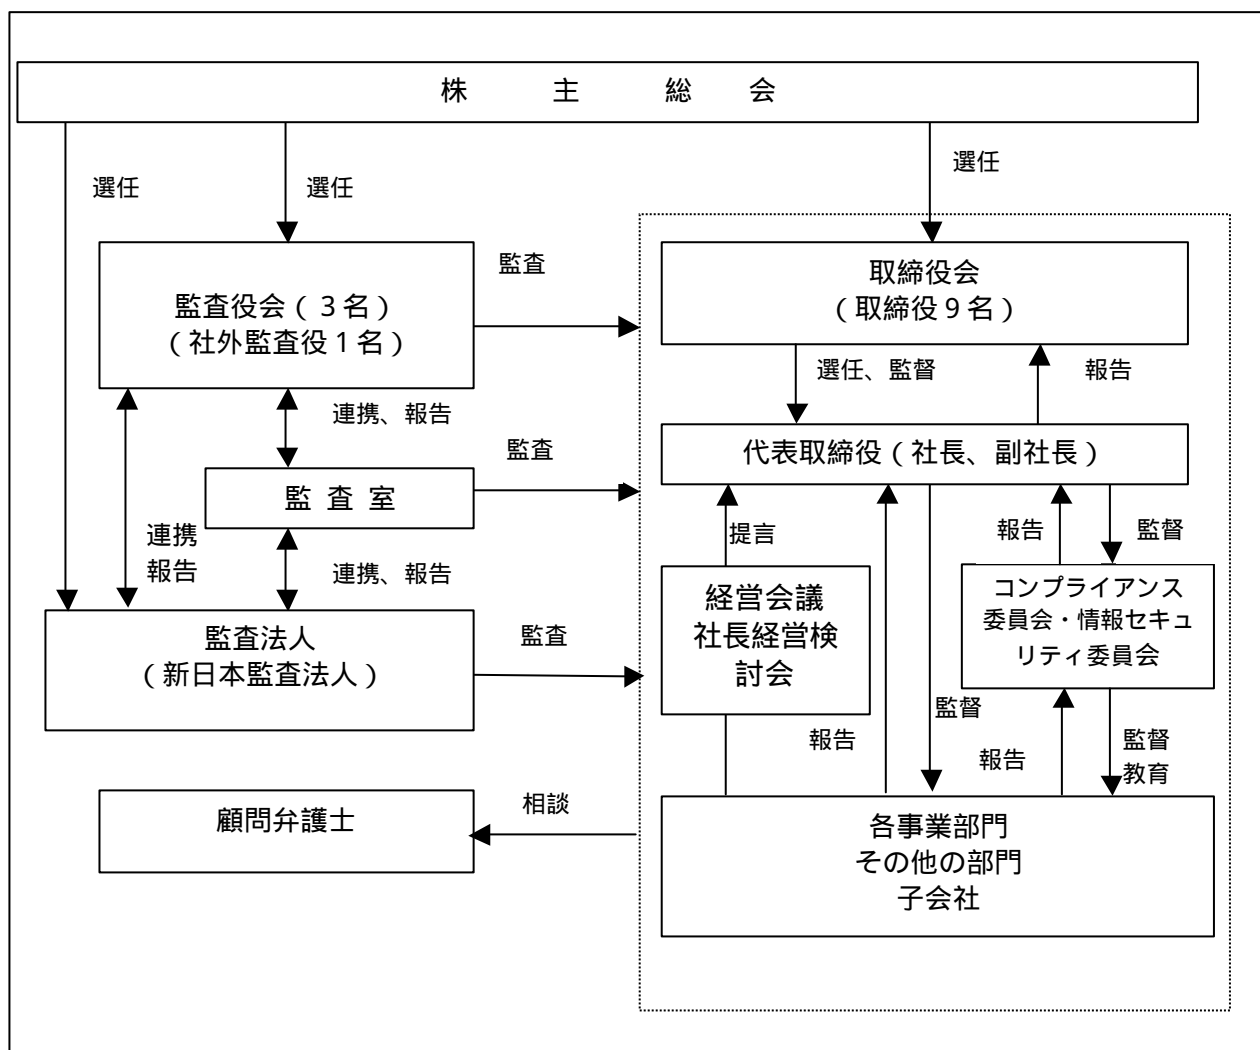 株 主 総 会
選任
選任
選任
監査役会（３名）
（社外監査役１名）
監査
取締役会
（取締役９名）
選任、監督
報告
連携、報告
監査
代表取締役（社長、副社長）
監 査 室
連携
報告
連携、報告
提言
報告
監督
経営会議
社長経営検
討会
コンプライアンス
委員会・情報セキュ
リティ委員会
監査法人
（新日本監査法人）
監査
報告
監督
報告
監督
教育
顧問弁護士
相談
各事業部門
その他の部門
子会社